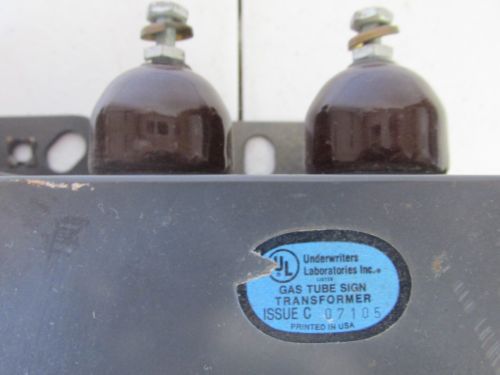 UL
Underwriters
Laboratories Inc.®
LISTED
GAS TUBE SIGN
TRANSFORMER
ISSUE C 07105
PRINTED IN USA